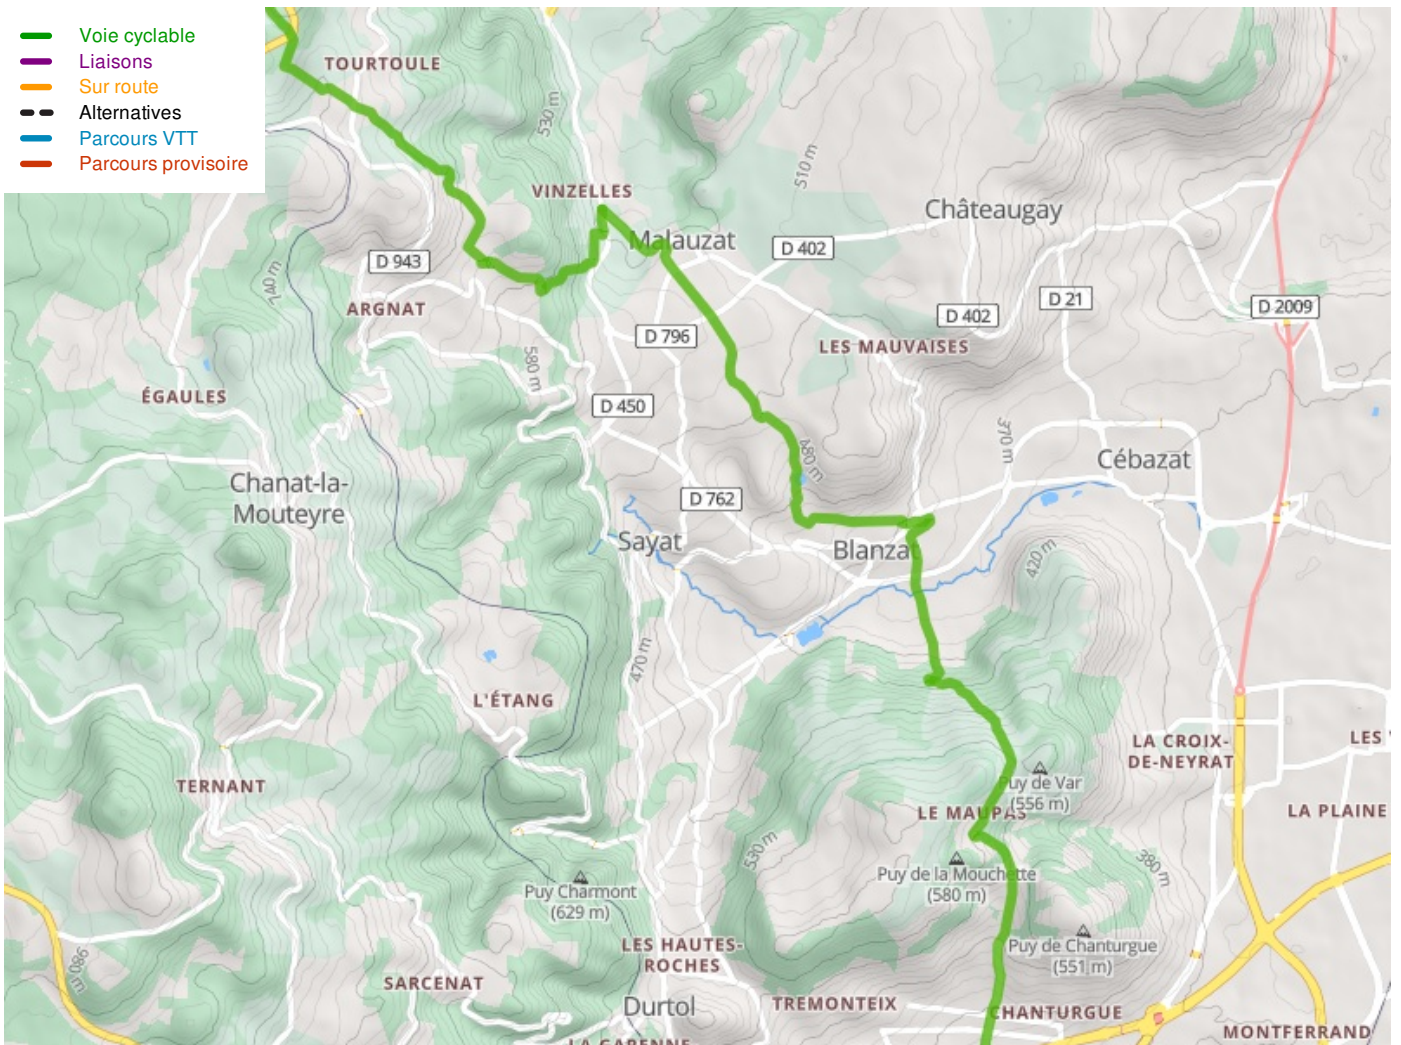 Voie cyclable
Liaisons
Sur route
Alternatives
Parcours VTT
Parcours provisoire
TOURTOULE
530 m
VINZELLES
510 m
Châteaugay
Malauzat
D 402
D 943
740 m
ARGNAT
D 21
D 402
D 2009
D 796
LES MAUVAISES
580 m
ÉGAULES
D 450
370 m
480 m
Cébazat
Chanat-la-
Mouteyre
D 762
Sayat
Blanzat
420 m
470 m
L'ÉTANG
LA CROIX-
DE-NEYRAT
LES
TERNANT
Puy de Var
(556 m)
LE MAUPAS
LA PLAINE
530 m
380 m
Puy de la Mouchette
(580 m)
Puy Charmont
(629 m)
LES HAUTES-
ROCHES
Puy de Chanturgue
(551 m)
980 m
SARCENAT
Durtol
TREMONTEIX
CHANTURGUE
MONTFERRAND
LA GARENNE